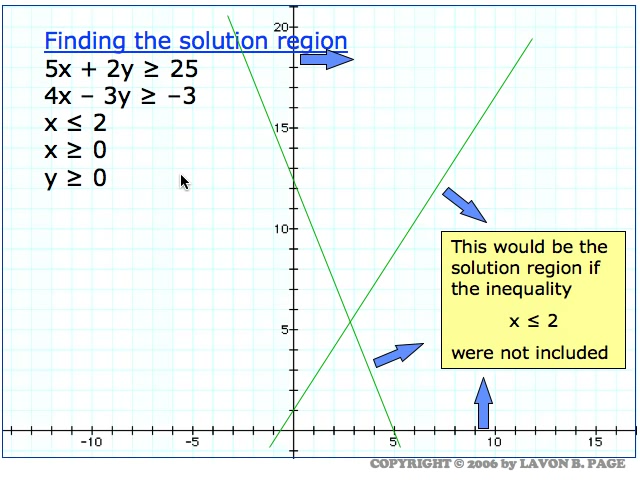 Finding the solution region
5x + 2y ≥ 25
4x − 3y ≥ −3
x ≤ 2
x ≥ 0
y ≥ 0
20
15
10
5
This would be the
solution region if
the inequality
x ≤ 2
were not included
-10 -5 5 10 15
COPYRIGHT © 2006 by LAVON B. PAGE